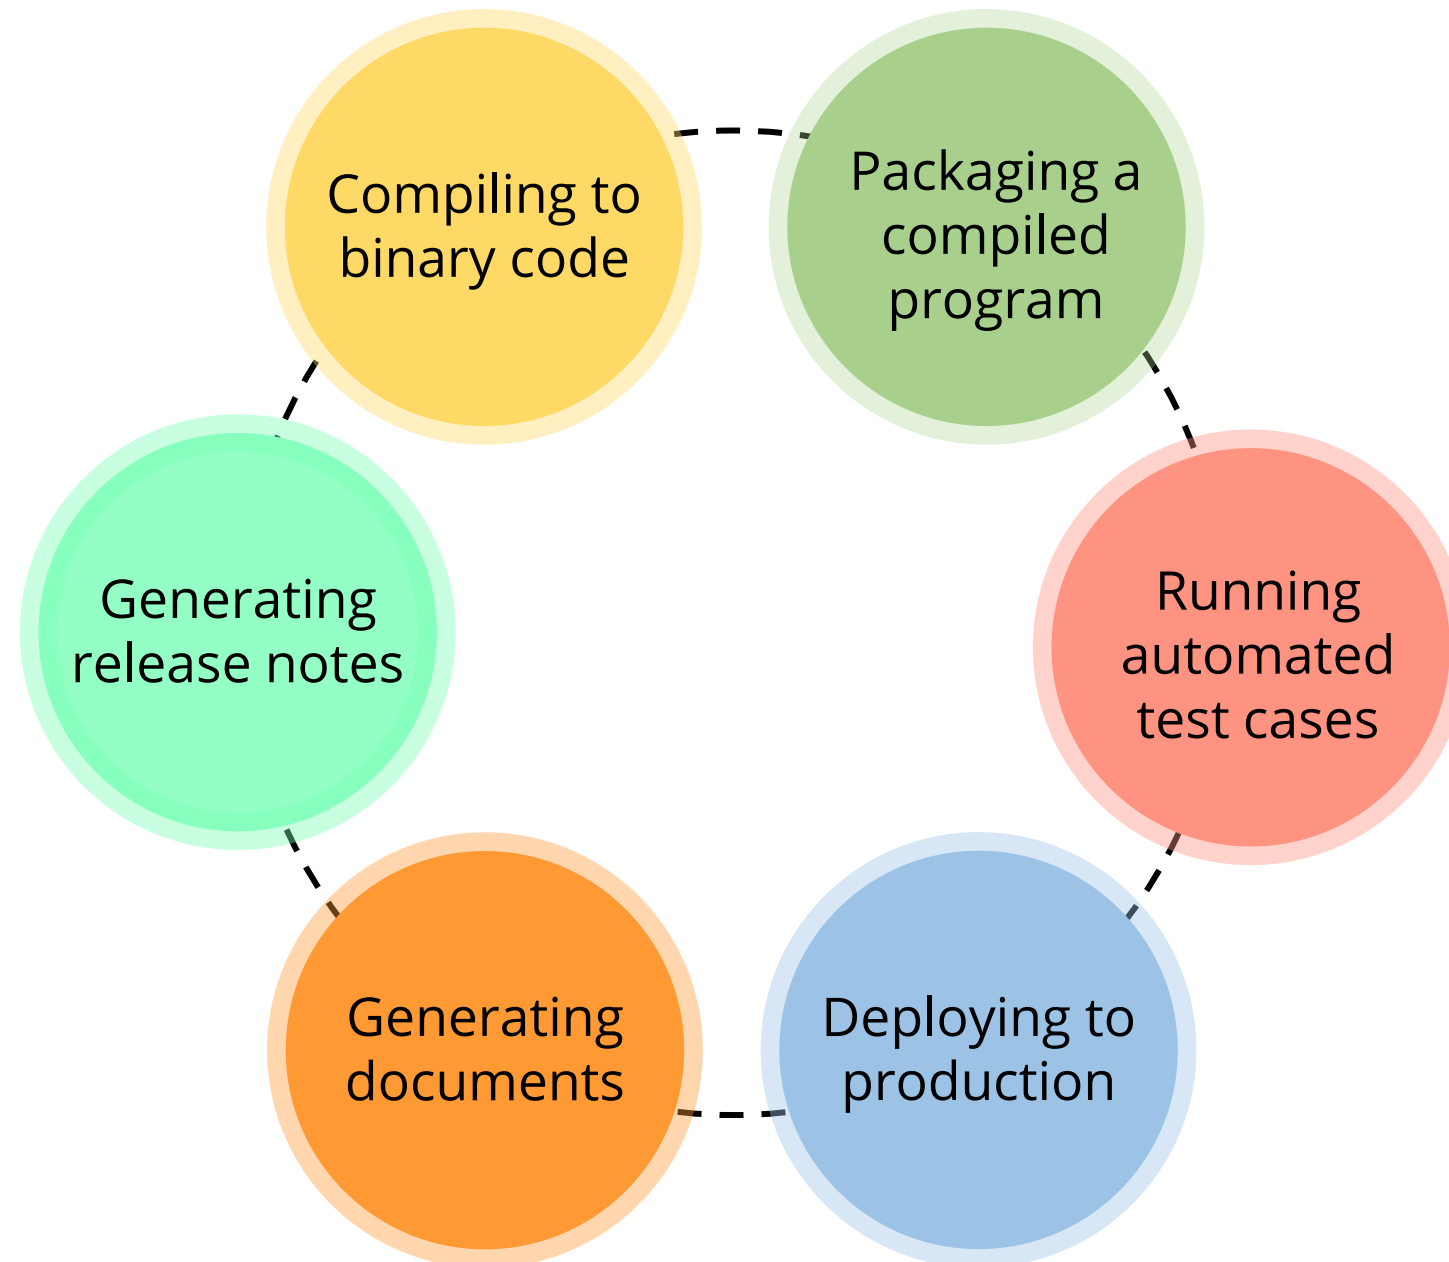 Compiling to
binary code
Packaging a
compiled
program
Running
automated
test cases
Deploying to
production
Generating
documents
Generating
release notes